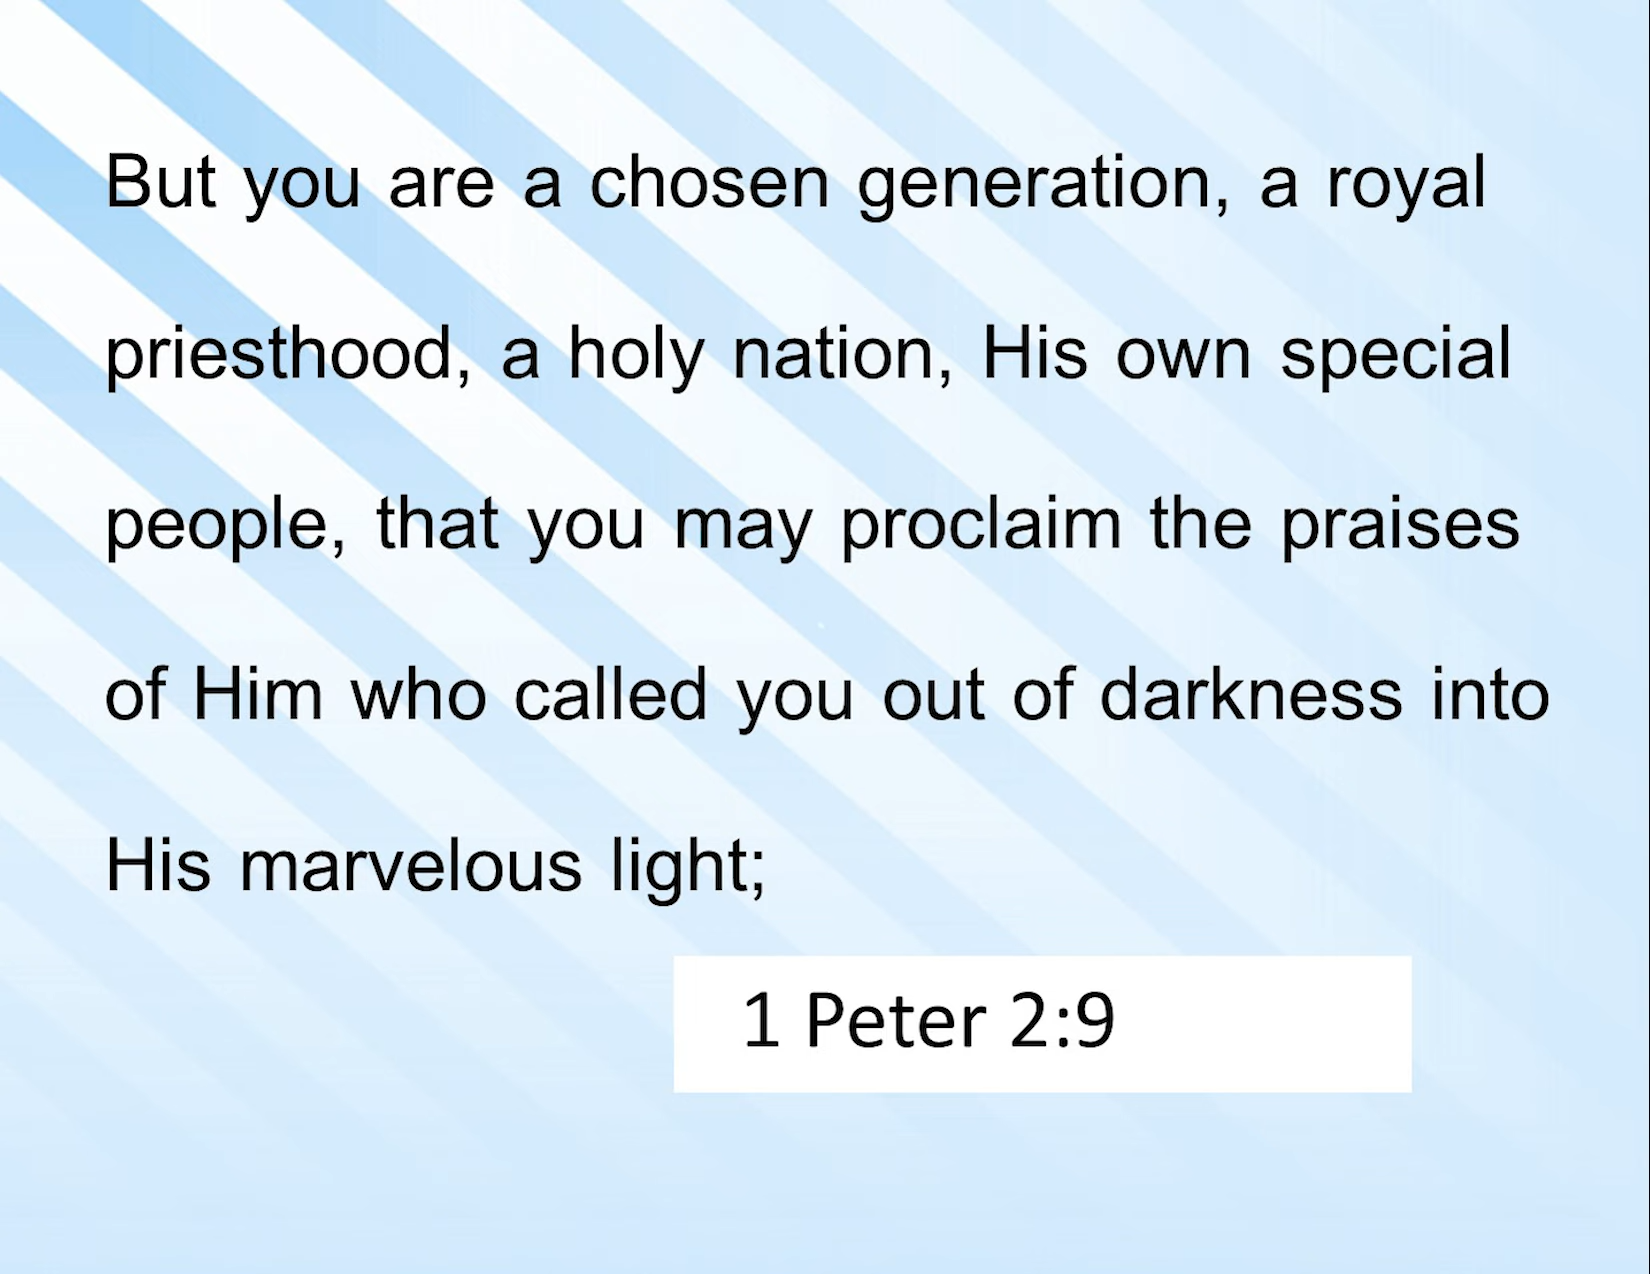 But you are a chosen generation, a royal
priesthood, a holy nation, His own special
people, that you may proclaim the praises
of Him who called you out of darkness into
His marvelous light;
1 Peter 2:9